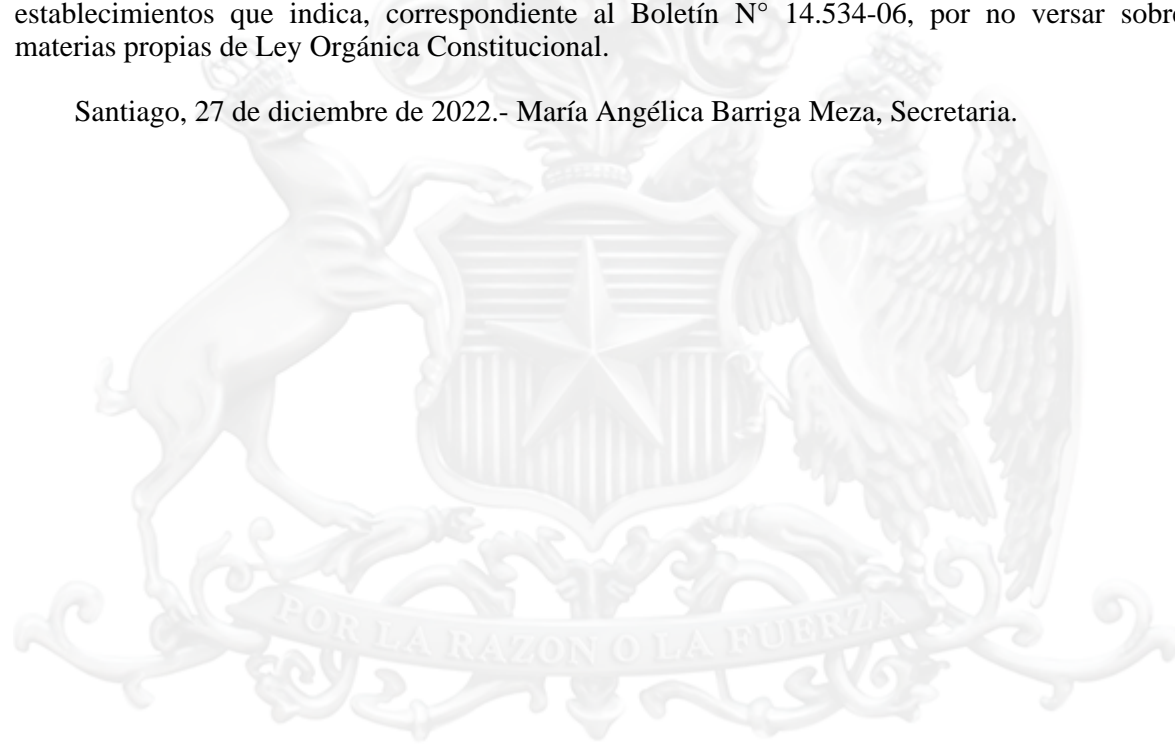 establecimientos que indica, correspondiente al Boletín N° 14.534-06, por no versar sobre
materias propias de Ley Orgánica Constitucional.
Santiago, 27 de diciembre de 2022.- María Angélica Barriga Meza, Secretaria.
POR LA RAZON O LA FUERZA